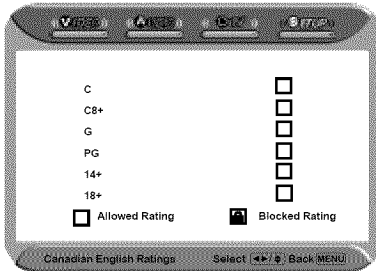 C
C8+
G
PG
14+
18+
Allowed Rating Blocked Rating
Canadian English Ratings Select ◄►/◆ Back MENU